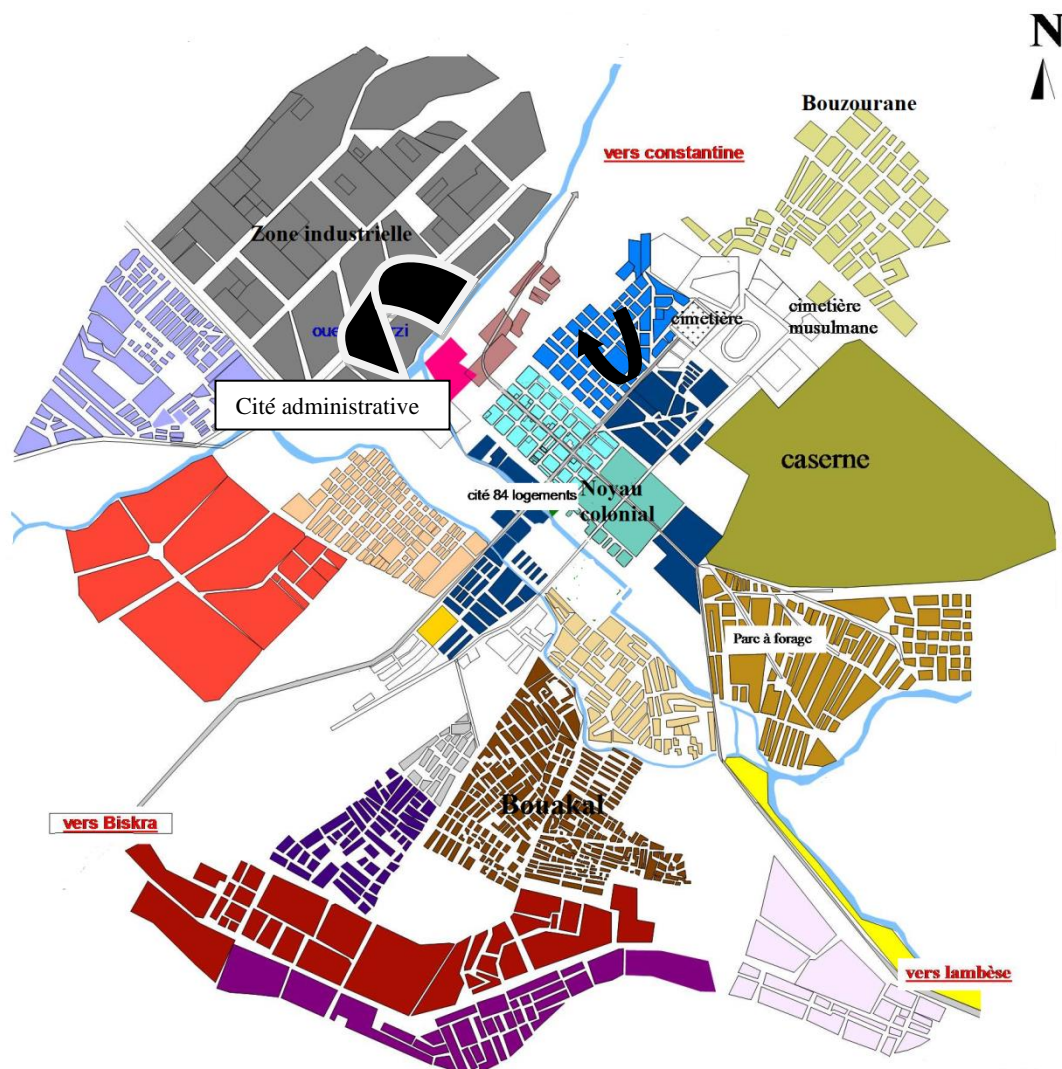 N
Bouzourane
vers constantine
Zone industrielle
cimetière
cimetière
musulmane
Cité administrative
caserne
cité 84 logements
Noyau
colonial
Parc à forage
Bouakal
vers Biskra
vers lambèse